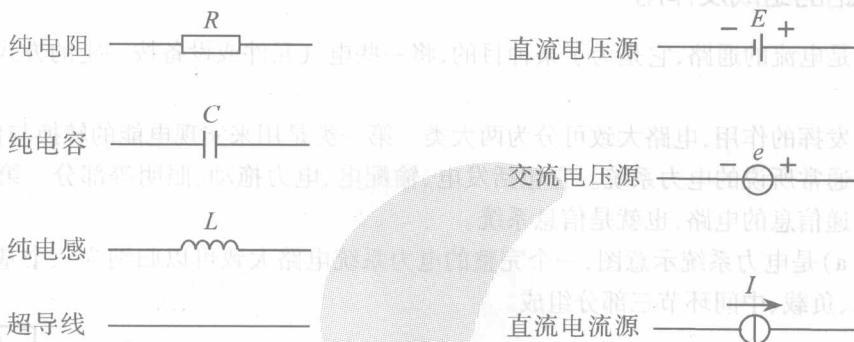 纯电阻 R
纯电容 C
纯电感 L
超导线
直流电压源 − E +
交流电压源 − e +
直流电流源 I